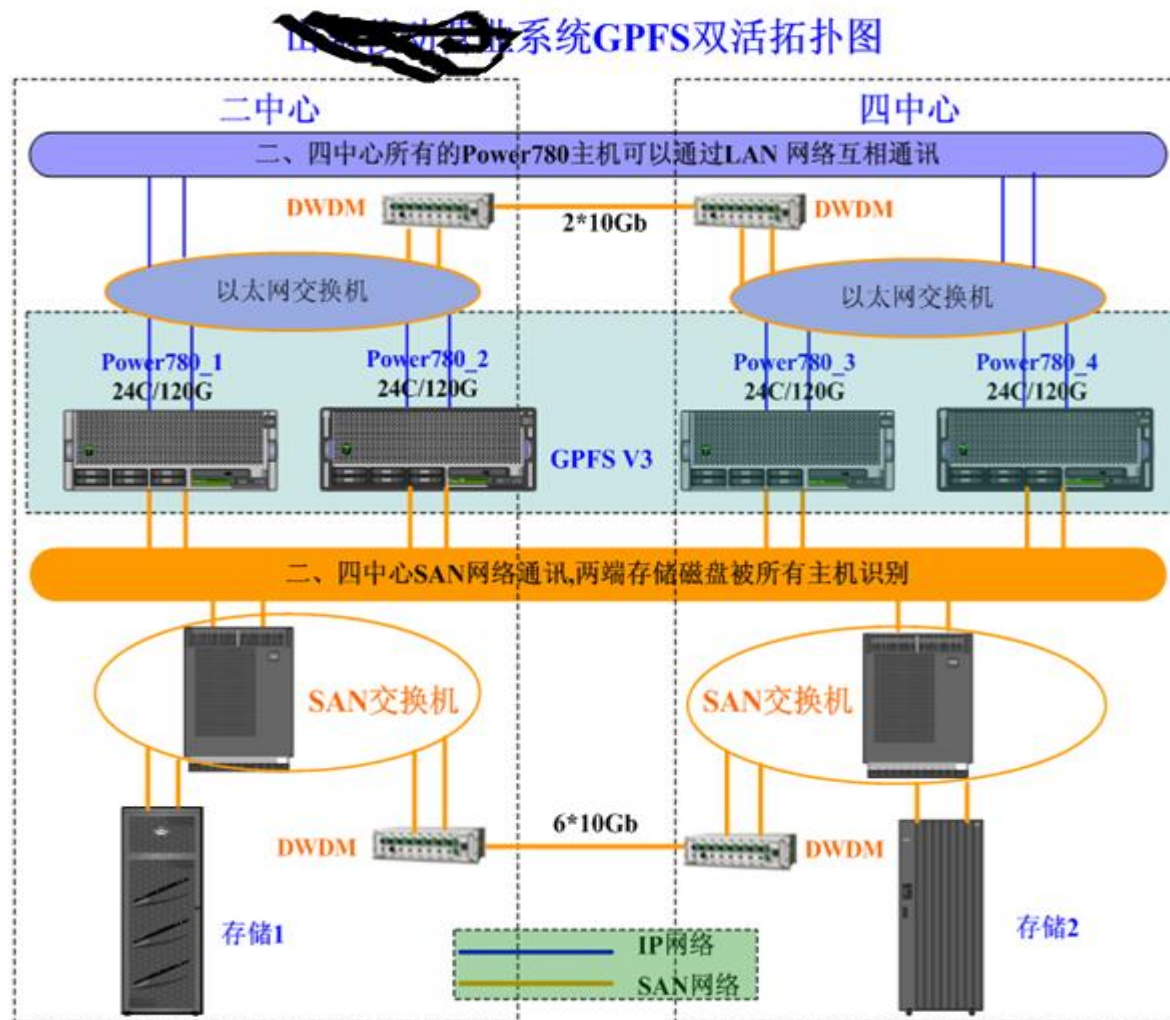 系统GPFS双活拓扑图
二中心
四中心
二、四中心所有的Power780主机可以通过LAN 网络互相通讯
DWDM
2*10Gb
DWDM
以太网交换机
以太网交换机
Power780_1
24C/120G
Power780_2
24C/120G
Power780_3
24C/120G
Power780_4
24C/120G
GPFS V3
二、四中心SAN网络通讯,两端存储磁盘被所有主机识别
SAN交换机
SAN交换机
DWDM
6*10Gb
DWDM
存储1
存储2
IP网络
SAN网络